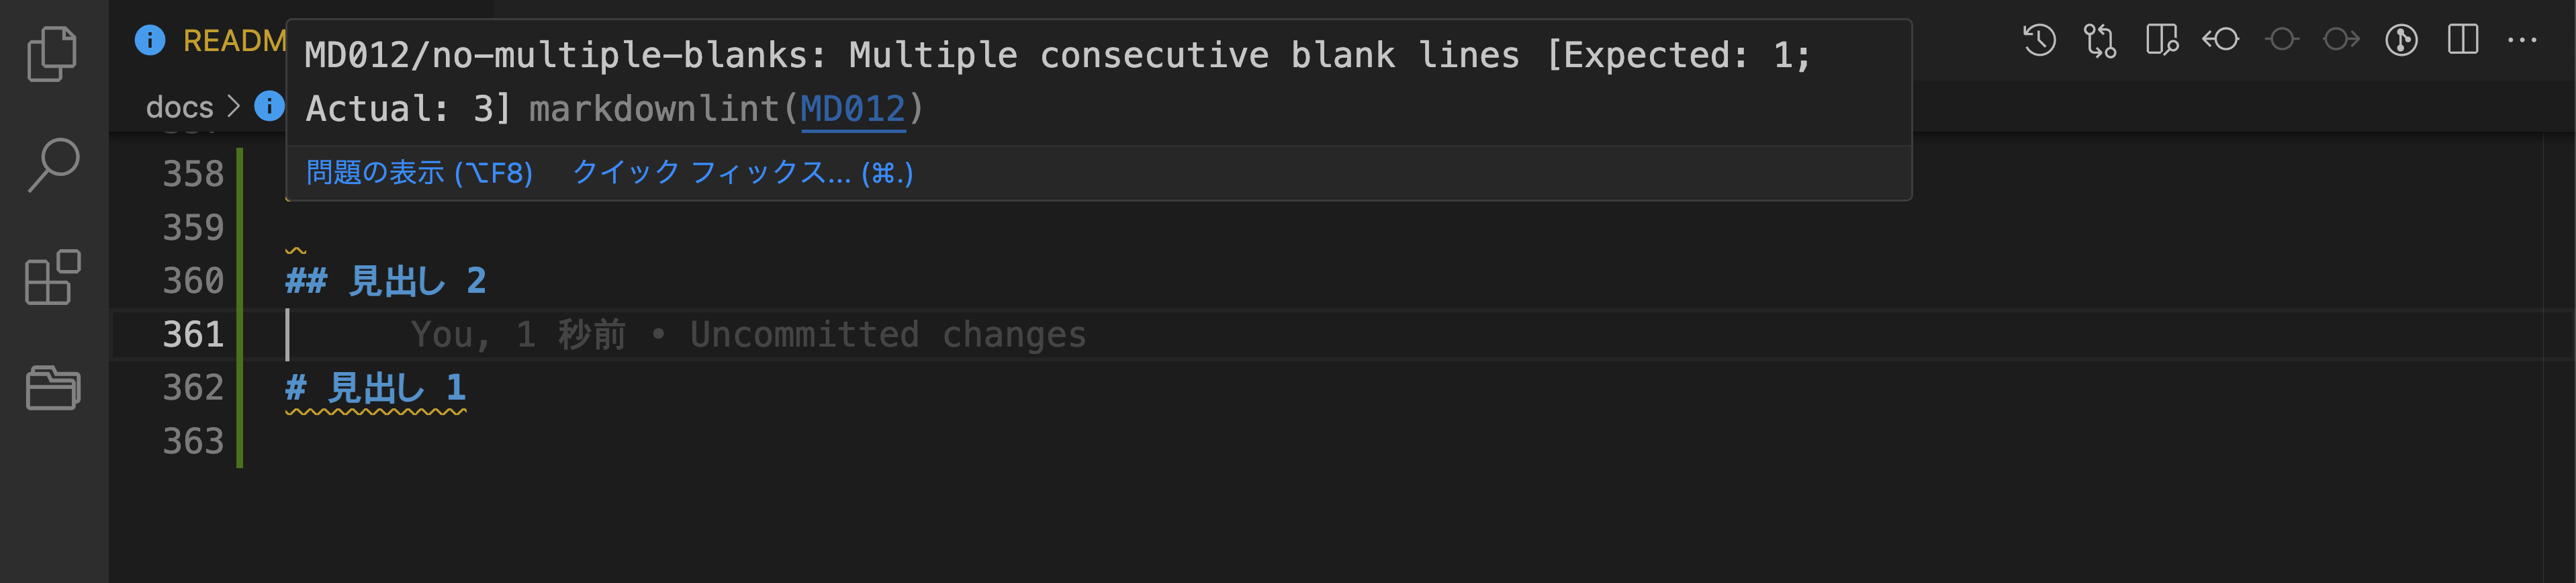 READM
MD012/no-multiple-blanks: Multiple consecutive blank lines [Expected: 1;
Actual: 3] markdownlint(MD012)
docs
問題の表示 (⌥F8) クイック フィックス... (⌘.)
358
359
360 ## 見出し 2
361 You, 1 秒前 • Uncommitted changes
362 # 見出し 1
363